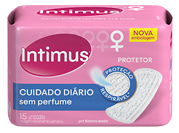 Intimus
NOVA
embalagem
PROTETOR
CUIDADO DIÁRIO
sem perfume
PROTEÇÃO
RESPIRÁVEL
15